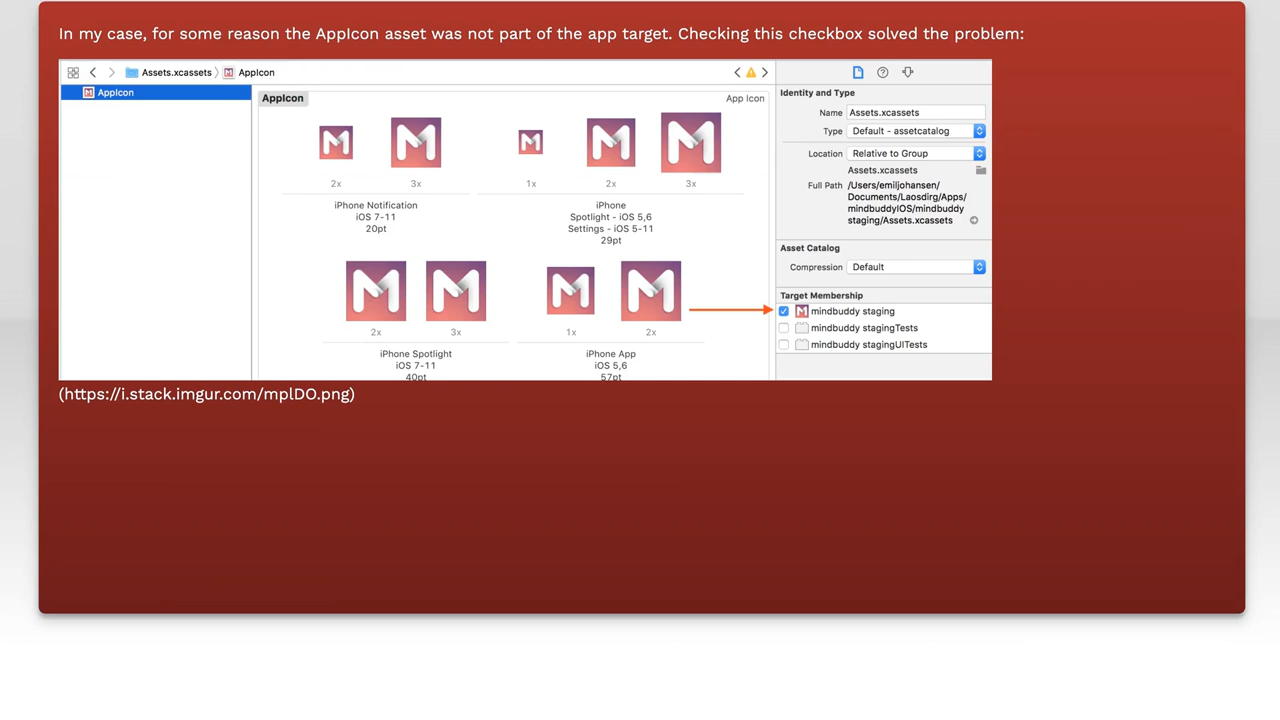 In my case, for some reason the AppIcon asset was not part of the app target. Checking this checkbox solved the problem:
Assets.xcassets AppIcon
AppIcon
AppIcon
App Icon
2x 3x
iPhone Notification
iOS 7-11
20pt
1x 2x 3x
iPhone
Spotlight - iOS 5,6
Settings - iOS 5-11
29pt
2x 3x
iPhone Spotlight
iOS 7-11
40pt
1x 2x
iPhone App
iOS 5,6
57pt
Identity and Type
Name Assets.xcassets
Type Default - assetcatalog
Location Relative to Group
Assets.xcassets
Full Path /Users/emiljohansen/
Documents/Laosdirg/Apps/
mindbuddyIOS/mindbuddy
staging/Assets.xcassets
Asset Catalog
Compression Default
Target Membership
mindbuddy staging
mindbuddy stagingTests
mindbuddy stagingUITests
(https://i.stack.imgur.com/mplDO.png)